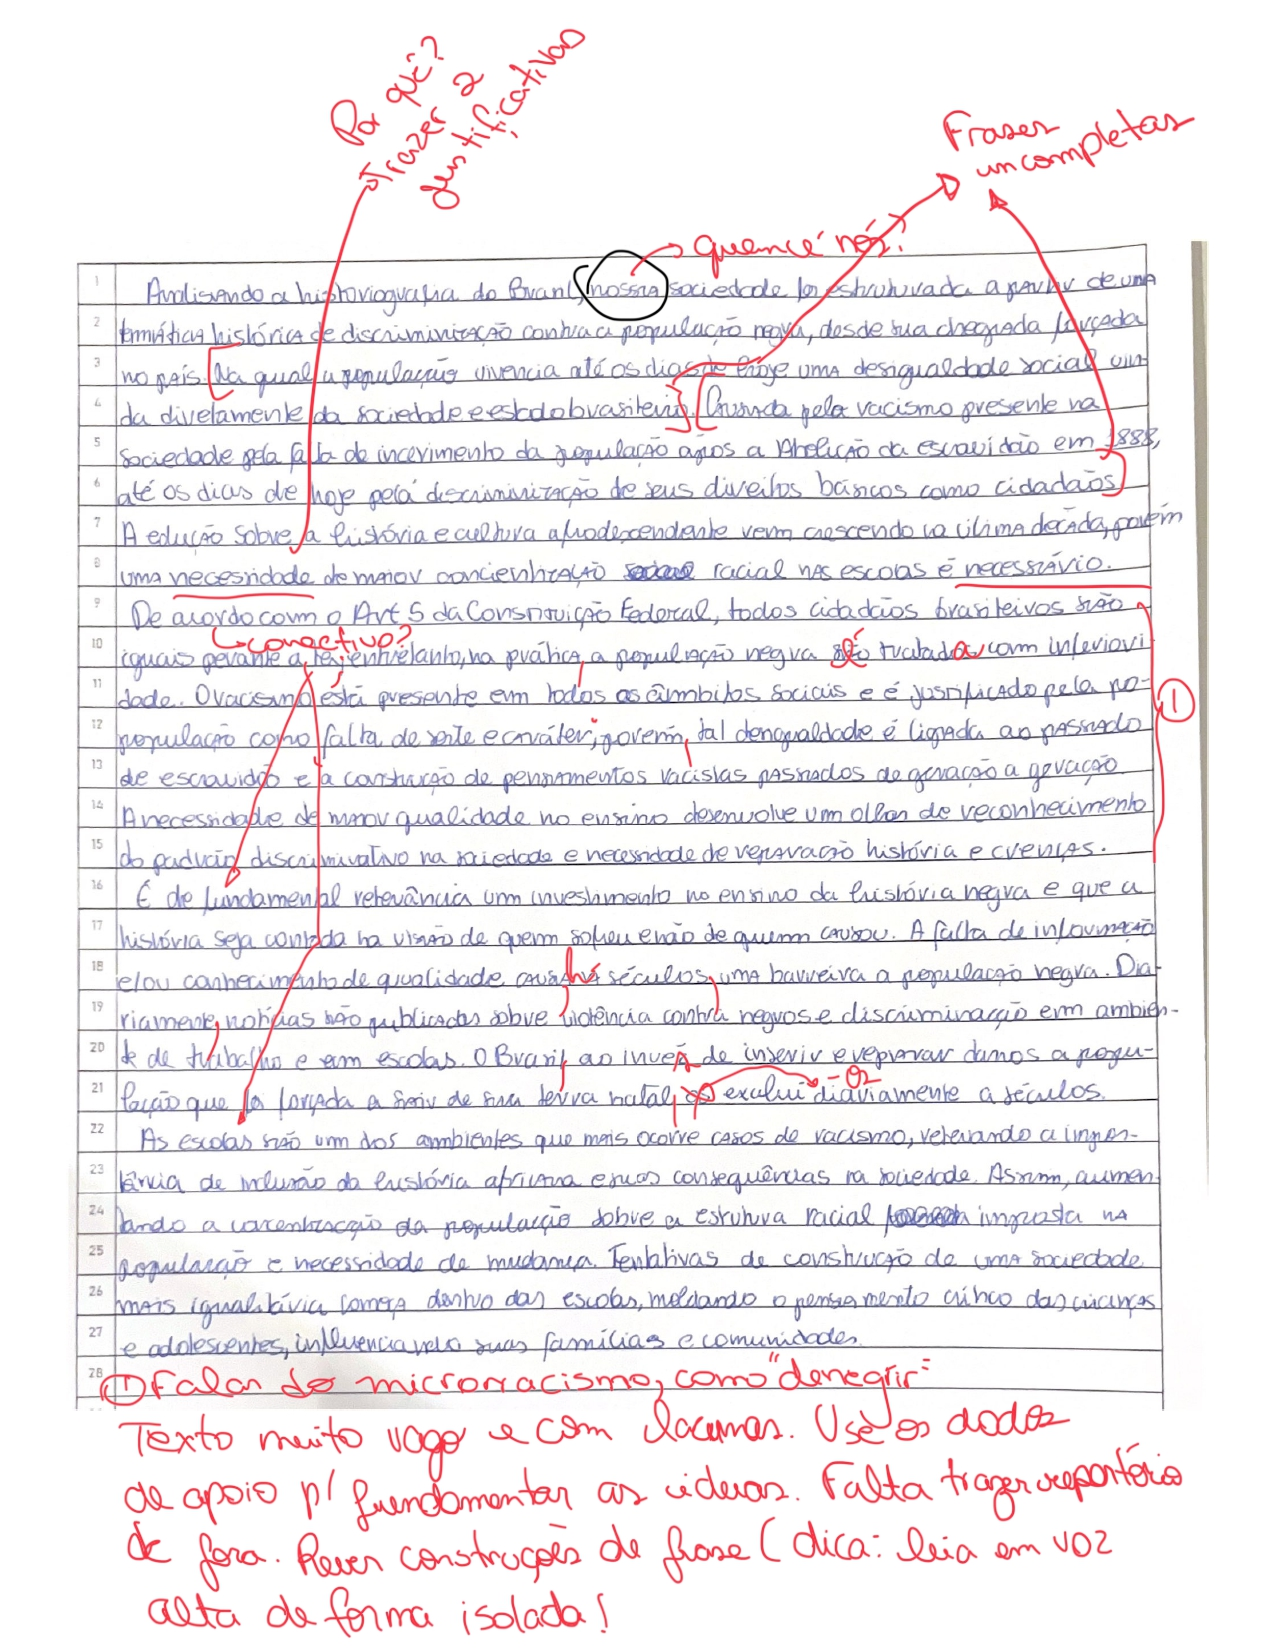 Por quê?
Trazer 2
justificativas
Frases
incompletas
quem é nós?
1 Analisando a historiografia do Brasil, nossa sociedade foi estruturada a partir de uma
2 temática histórica de discriminação contra a população negra, desde sua chegada forçada
3 no país. Na qual a população vivencia até os dias de hoje uma desigualdade social vin
4 da diretamente da sociedade e estado brasileiro. Causada pelo racismo presente na
5 sociedade pela falta de incerimento da população após a Abolição da escravidão em 1888,
6 até os dias de hoje pela discriminização de seus direitos básicos como cidadãos.
7 A edução sobre a história e cultura afrodescendente vem crescendo na última década, porém
8 uma necessidade de maior concientização racial nas escolas é necessário.
9 De acordo com o Art 5 da Constituição Federal, todos cidadãos brasileiros são
conectivo?
10 iguais perante a lei, entretanto, na prática, a população negra é tratada com inferiori
11 dade. O racismo está presente em todos os âmbitos sociais e é justificado pela po-
12 população como falta de sorte e caráter, porém, tal desigualdade é ligada ao passado
13 de escravidão e a construção de pensamentos racistas passados de geração a geração.
14 A necessidade de maior qualidade no ensino desenvolve um olhar de reconhecimento
15 do padrão discriminativo na sociedade e necessidade de reparação história e crenças.
①
16 É de fundamental relevância um investimento no ensino da história negra e que a
17 história seja contada na visão de quem sofreu e não de quem causou. A falta de informação
18 e/ou conhecimento de qualidade causa há séculos, uma barreira a população negra. Dia-
19 riamente, notícias são publicadas sobre violência contra negros e discriminação em ambien-
20 te de trabalho e em escolas. O Brasil, ao invés de inserir e reparar danos a popu-
21 lação que foi forçada a sair de sua terra natal, os exclui -os diáriamente a séculos.
22 As escolas são um dos ambientes que mais ocorre casos de racismo, relevando a impor-
23 tância de inclusão da história africana e suas consequências na sociedade. Assim, aumen
24 tando a conscentização da população sobre a estrutura racial imposta na
25 população e necessidade de mudança. Tentativas de construção de uma sociedade
26 mais igualitária começa dentro das escolas, moldando o pensamento crítico das crianças
27 e adolescentes, influenciando suas famílias e comunidades.
28
① Falar do microrracismo, como "denegrir"
Texto muito vago e com lacunas. Use os dados
de apoio p/ fundamentar as ideias. Falta trazer repertório
de fora. Rever construções de frase (dica: leia em voz
alta de forma isolada!